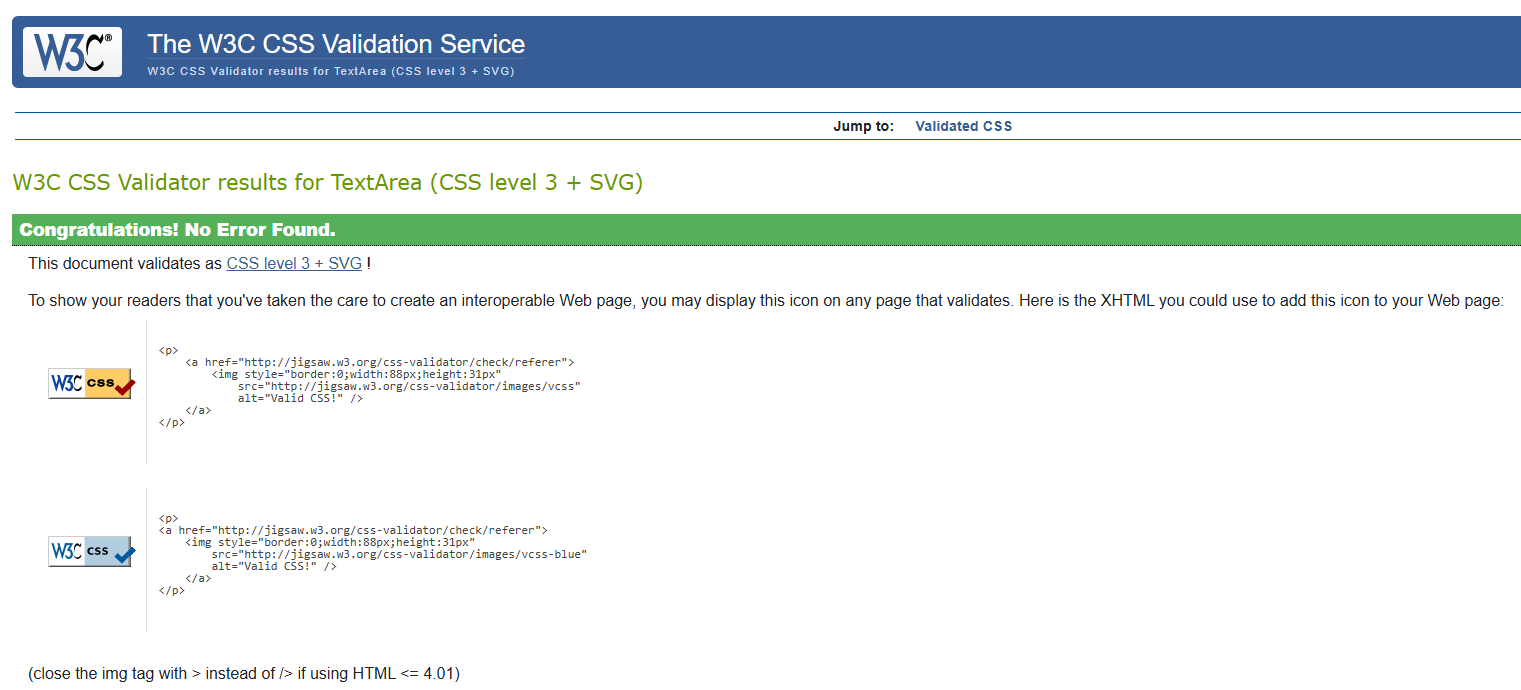 W3C®
The W3C CSS Validation Service
W3C CSS Validator results for TextArea (CSS level 3 + SVG)
Jump to: Validated CSS
W3C CSS Validator results for TextArea (CSS level 3 + SVG)
Congratulations! No Error Found.
This document validates as CSS level 3 + SVG !
To show your readers that you've taken the care to create an interoperable Web page, you may display this icon on any page that validates. Here is the XHTML you could use to add this icon to your Web page:
W3C css
<p>
    <a href="http://jigsaw.w3.org/css-validator/check/referer">
        <img style="border:0;width:88px;height:31px"
            src="http://jigsaw.w3.org/css-validator/images/vcss"
            alt="Valid CSS!" />
    </a>
</p>
W3C css
<p>
<a href="http://jigsaw.w3.org/css-validator/check/referer">
    <img style="border:0;width:88px;height:31px"
        src="http://jigsaw.w3.org/css-validator/images/vcss-blue"
        alt="Valid CSS!" />
    </a>
</p>
(close the img tag with > instead of /> if using HTML <= 4.01)